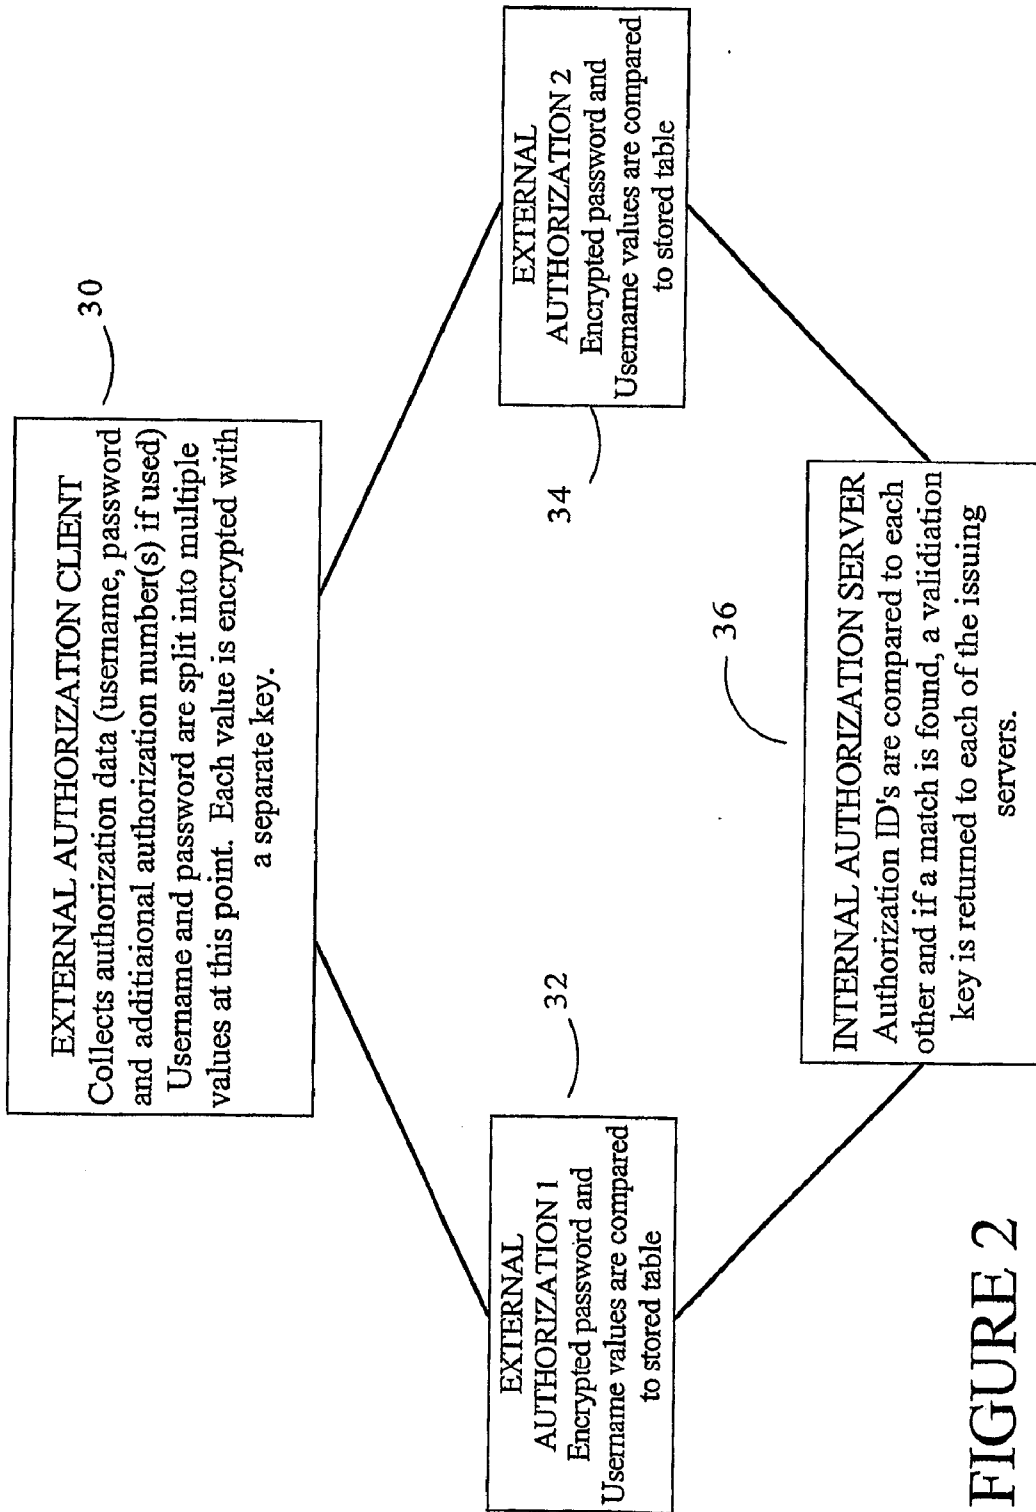 EXTERNAL AUTHORIZATION CLIENT
Collects authorization data (username, password
and additiaional authorization number(s) if used)
Username and password are split into multiple
values at this point. Each value is encrypted with
a separate key.
30
EXTERNAL
AUTHORIZATION 1
Encrypted password and
Username values are compared
to stored table
32
EXTERNAL
AUTHORIZATION 2
Encrypted password and
Username values are compared
to stored table
34
INTERNAL AUTHORIZATION SERVER
Authorization ID's are compared to each
other and if a match is found, a validiation
key is returned to each of the issuing
servers.
36
FIGURE 2